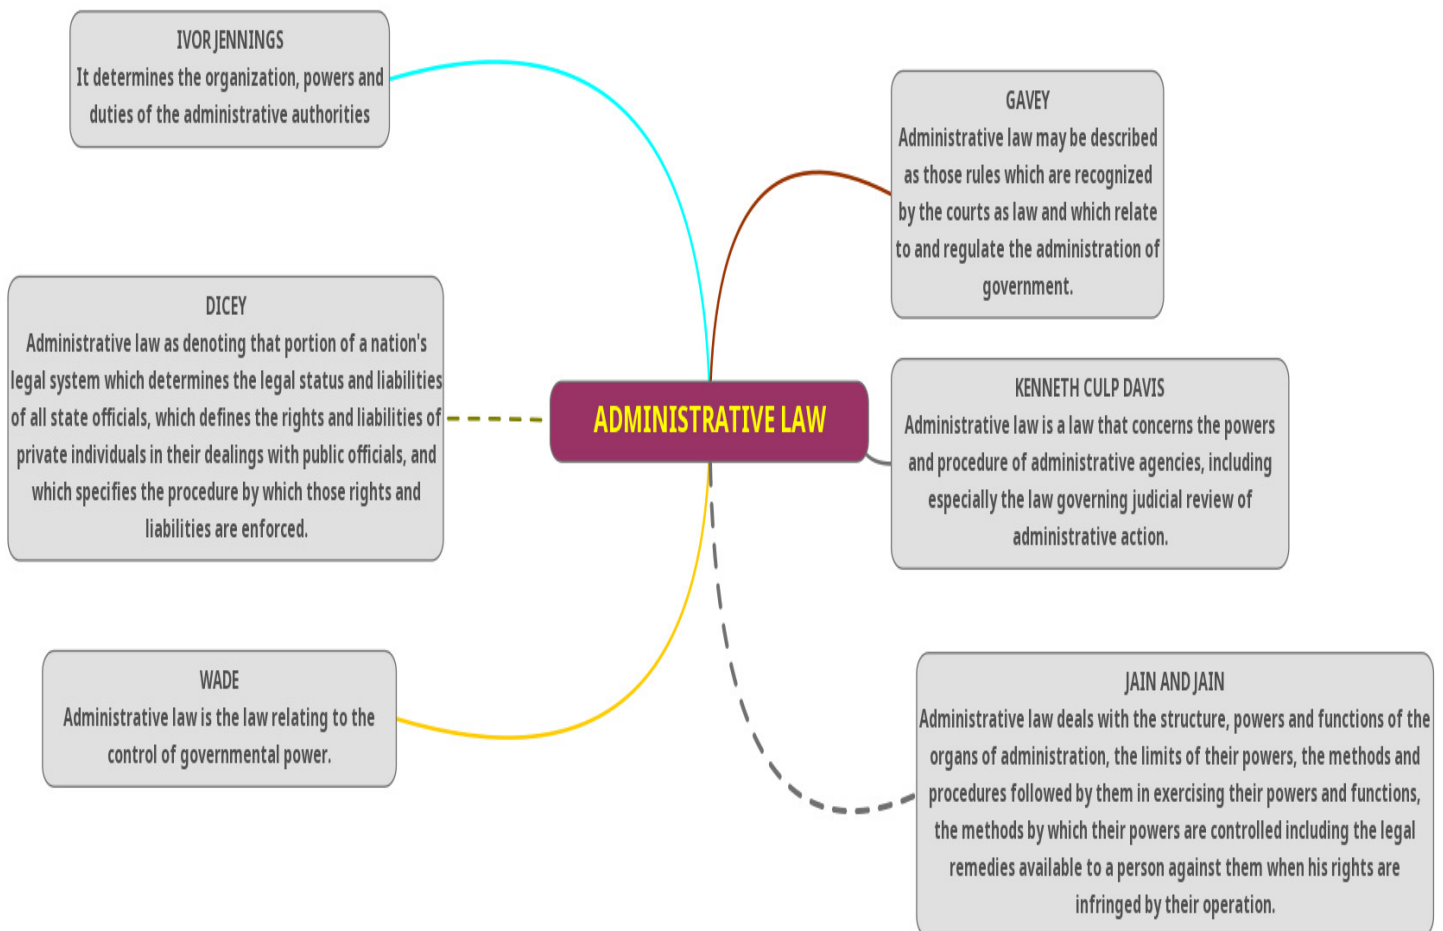 IVOR JENNINGS
It determines the organization, powers and
duties of the administrative authorities
GAVEY
Administrative law may be described
as those rules which are recognized
by the courts as law and which relate
to and regulate the administration of
government.
DICEY
Administrative law as denoting that portion of a nation's
legal system which determines the legal status and liabilities
of all state officials, which defines the rights and liabilities of
private individuals in their dealings with public officials, and
which specifies the procedure by which those rights and
liabilities are enforced.
ADMINISTRATIVE LAW
KENNETH CULP DAVIS
Administrative law is a law that concerns the powers
and procedure of administrative agencies, including
especially the law governing judicial review of
administrative action.
WADE
Administrative law is the law relating to the
control of governmental power.
JAIN AND JAIN
Administrative law deals with the structure, powers and functions of the
organs of administration, the limits of their powers, the methods and
procedures followed by them in exercising their powers and functions,
the methods by which their powers are controlled including the legal
remedies available to a person against them when his rights are
infringed by their operation.